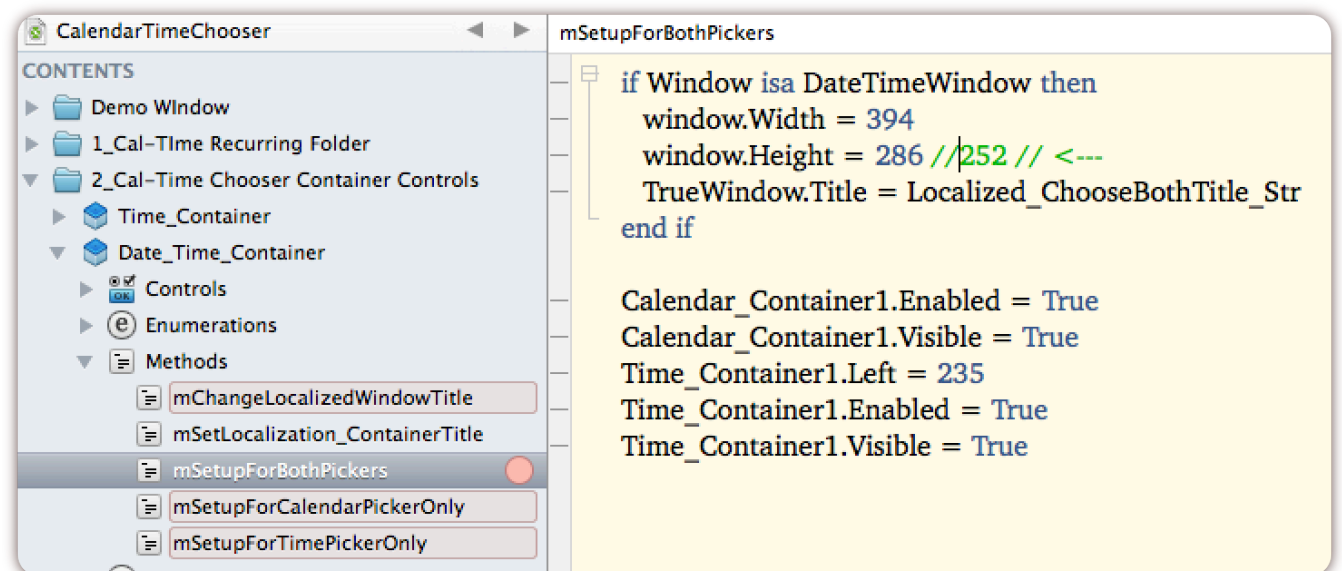 CalendarTimeChooser
CONTENTS
Demo WIndow
1_Cal-TIme Recurring Folder
2_Cal-Time Chooser Container Controls
Time_Container
Date_Time_Container
OK
Controls
e
Enumerations
Methods
mChangeLocalizedWindowTitle
mSetLocalization_ContainerTitle
mSetupForBothPickers
mSetupForCalendarPickerOnly
mSetupForTimePickerOnly
mSetupForBothPickers
if Window isa DateTimeWindow then
window.Width = 394
window.Height = 286 //252 // <---
TrueWindow.Title = Localized_ChooseBothTitle_Str
end if
Calendar_Container1.Enabled = True
Calendar_Container1.Visible = True
Time_Container1.Left = 235
Time_Container1.Enabled = True
Time_Container1.Visible = True